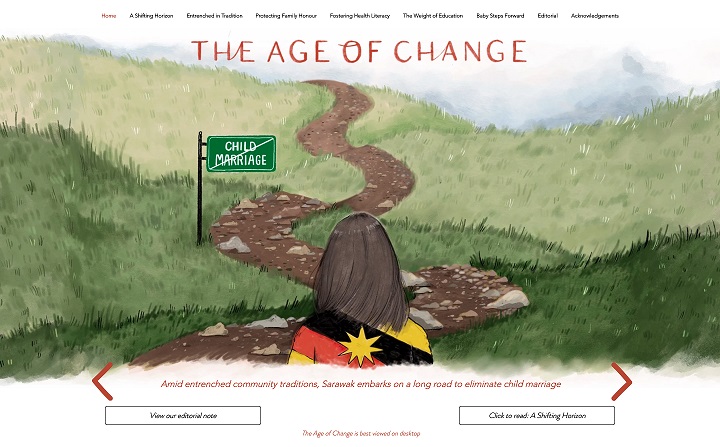 Home A Shifting Horizon Entrenched in Tradition Protecting Family Honour Fostering Health Literacy The Weight of Education Baby Steps Forward Editorial Acknowledgements
THE AGE OF CHANGE
CHILD
MARRIAGE
Amid entrenched community traditions, Sarawak embarks on a long road to eliminate child marriage
View our editorial note
Click to read: A Shifting Horizon
The Age of Change is best viewed on desktop